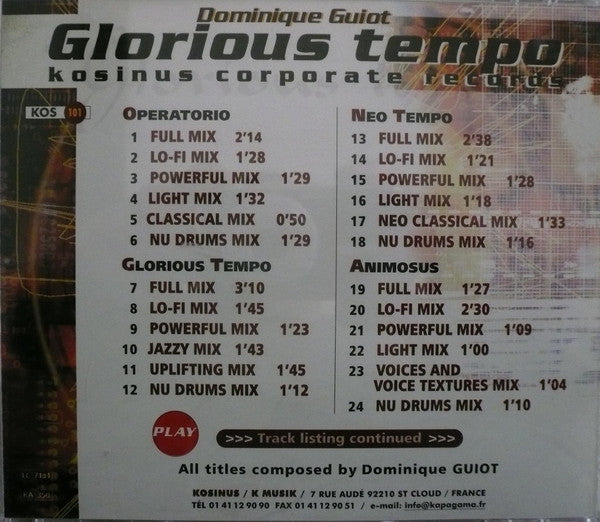 Dominique Guiot
Glorious tempo
kosinus corporate records
KOS 101
OPERATORIO
1 FULL MIX 2'14
2 LO-FI MIX 1'28
3 POWERFUL MIX 1'29
4 LIGHT MIX 1'32
5 CLASSICAL MIX 0'50
6 NU DRUMS MIX 1'29
GLORIOUS TEMPO
7 FULL MIX 3'10
8 LO-FI MIX 1'45
9 POWERFUL MIX 1'23
10 JAZZY MIX 1'43
11 UPLIFTING MIX 1'45
12 NU DRUMS MIX 1'12
NEO TEMPO
13 FULL MIX 2'38
14 LO-FI MIX 1'21
15 POWERFUL MIX 1'28
16 LIGHT MIX 1'18
17 NEO CLASSICAL MIX 1'33
18 NU DRUMS MIX 1'16
ANIMOSUS
19 FULL MIX 1'27
20 LO-FI MIX 2'30
21 POWERFUL MIX 1'09
22 LIGHT MIX 1'00
23 VOICES AND
VOICE TEXTURES MIX 1'04
24 NU DRUMS MIX 1'10
PLAY
>>> Track listing continued >>>
All titles composed by Dominique GUIOT
KOSINUS / K MUSIK / 7 RUE AUDÉ 92210 ST CLOUD / FRANCE
TÉL 01 41 12 90 90 FAX 01 41 12 90 51 / e-mail: info@kapagama.fr